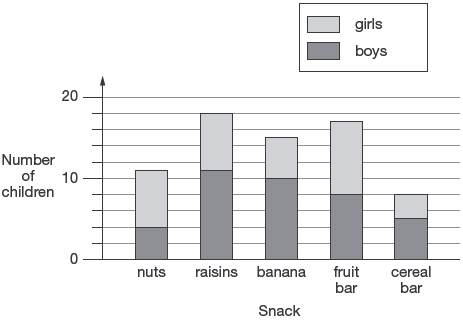 girls
boys
20
Number
of
children
10
0
nuts raisins banana fruit bar cereal bar
Snack